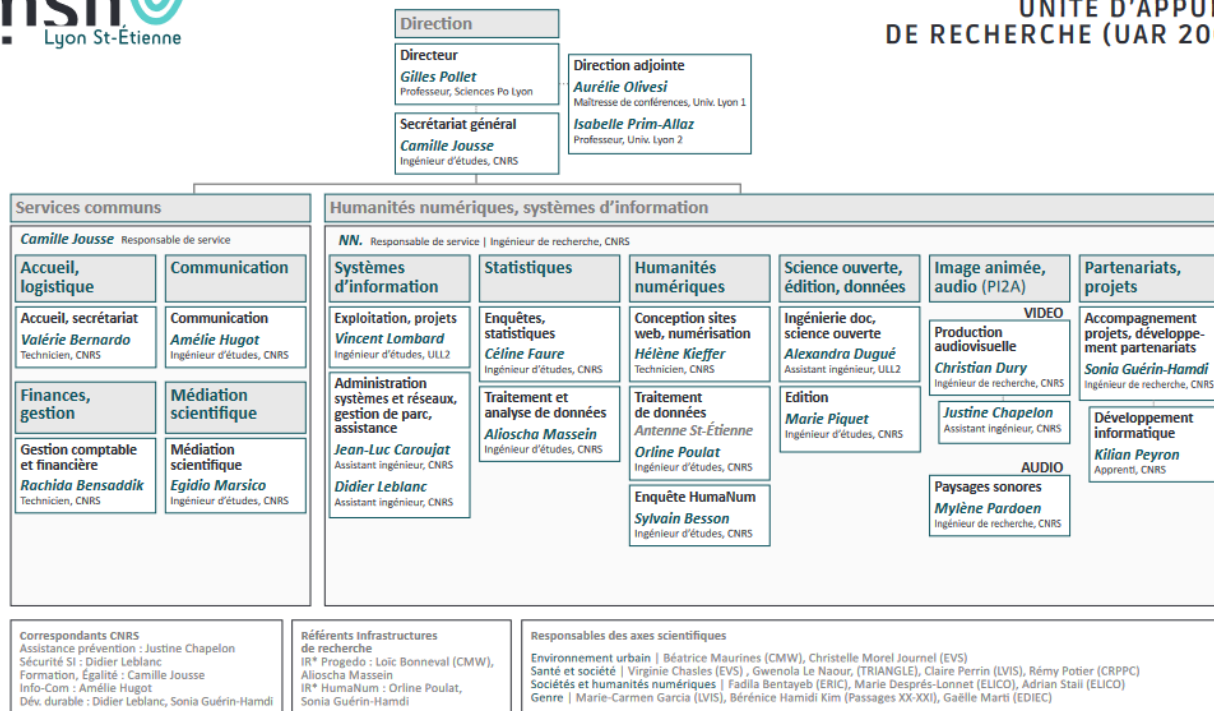 Lyon St-Étienne
DE RECHERCHE
Direction
Directeur
Gilles Pollet
Professeur, Sciences Po Lyon
Direction adjointe
Aurélie Olivesi
Maîtresse de conférences, Univ. Lyon 1
Isabelle Prim-Allaz
Professeur, Univ. Lyon 2
Secrétariat général
Camille Jousse
Ingénieur d'études, CNRS
Services communs
Camille Jousse Responsable de service
Accueil,
logistique
Accueil, secrétariat
Valérie Bernardo
Technicien, CNRS
Finances,
gestion
Gestion comptable
et financière
Rachida Bensaddik
Technicien, CNRS
Communication
Communication
Amélie Hugot
Ingénieur d'études, CNRS
Médiation
scientifique
Médiation
scientifique
Egidio Marsico
Ingénieur d'études, CNRS
Humanités numériques, systèmes d'information
NN. Responsable de service | Ingénieur de recherche, CNRS
Systèmes
d'information
Exploitation, projets
Vincent Lombard
Ingénieur d'études, ULL2
Administration
systèmes et réseaux,
gestion de parc,
assistance
Jean-Luc Caroujat
Assistant ingénieur, CNRS
Didier Leblanc
Assistant ingénieur, CNRS
Statistiques
Enquêtes,
statistiques
Céline Faure
Ingénieur d'études, CNRS
Traitement et
analyse de données
Alioscha Massein
Ingénieur d'études, CNRS
Humanités
numériques
Conception sites
web, numérisation
Hélène Kieffer
Technicien, CNRS
Traitement
de données
Antenne St-Étienne
Orline Poulat
Ingénieur d'études, CNRS
Enquête HumaNum
Sylvain Besson
Ingénieur d'études, CNRS
Science ouverte,
édition, données
Ingénierie doc,
science ouverte
Alexandra Dugué
Assistant ingénieur, ULL2
Edition
Marie Piquet
Ingénieur d'études, CNRS
Image animée,
audio (PI2A)
VIDEO
Production
audiovisuelle
Christian Dury
Ingénieur de recherche, CNRS
Justine Chapelon
Assistant ingénieur, CNRS
AUDIO
Paysages sonores
Mylène Pardoen
Ingénieur de recherche, CNRS
Partenariats,
projets
Accompagnement
projets, développe-
ment partenariats
Sonia Guérin-Hamdi
Ingénieur de recherche, CNRS
Développement
informatique
Kilian Peyron
Apprenti, CNRS
Correspondants CNRS
Assistance prévention : Justine Chapelon
Sécurité SI : Didier Leblanc
Formation, Égalité : Camille Jousse
Info-Com : Amélie Hugot
Dév. durable : Didier Leblanc, Sonia Guérin-Hamdi
Référents Infrastructures
de recherche
IR* Progedo : Loïc Bonneval (CMW),
Alioscha Massein
IR* HumaNum : Orline Poulat,
Sonia Guérin-Hamdi
Responsables des axes scientifiques
Environnement urbain | Béatrice Maurines (CMW), Christelle Morel Journel (EVS)
Santé et société | Virginie Chasles (EVS) , Gwenola Le Naour, (TRIANGLE), Claire Perrin (LVIS), Rémy Potier (CRPPC)
Sociétés et humanités numériques | Fadila Bentayeb (ERIC), Marie Després-Lonnet (ELICO), Adrian Staii (ELICO)
Genre | Marie-Carmen Garcia (LVIS), Bérénice Hamidi Kim (Passages XX-XXI), Gaëlle Marti (EDIEC)